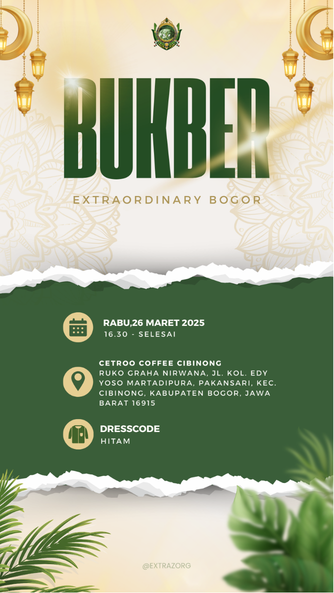 BUKBER
EXTRAORDINARY BOGOR
RABU,26 MARET 2025
16.30 - SELESAI
CETROO COFFEE CIBINONG
RUKO GRAHA NIRWANA, JL. KOL. EDY
YOSO MARTADIPURA, PAKANSARI, KEC.
CIBINONG, KABUPATEN BOGOR, JAWA
BARAT 16915
DRESSCODE
HITAM
@EXTRAZORG